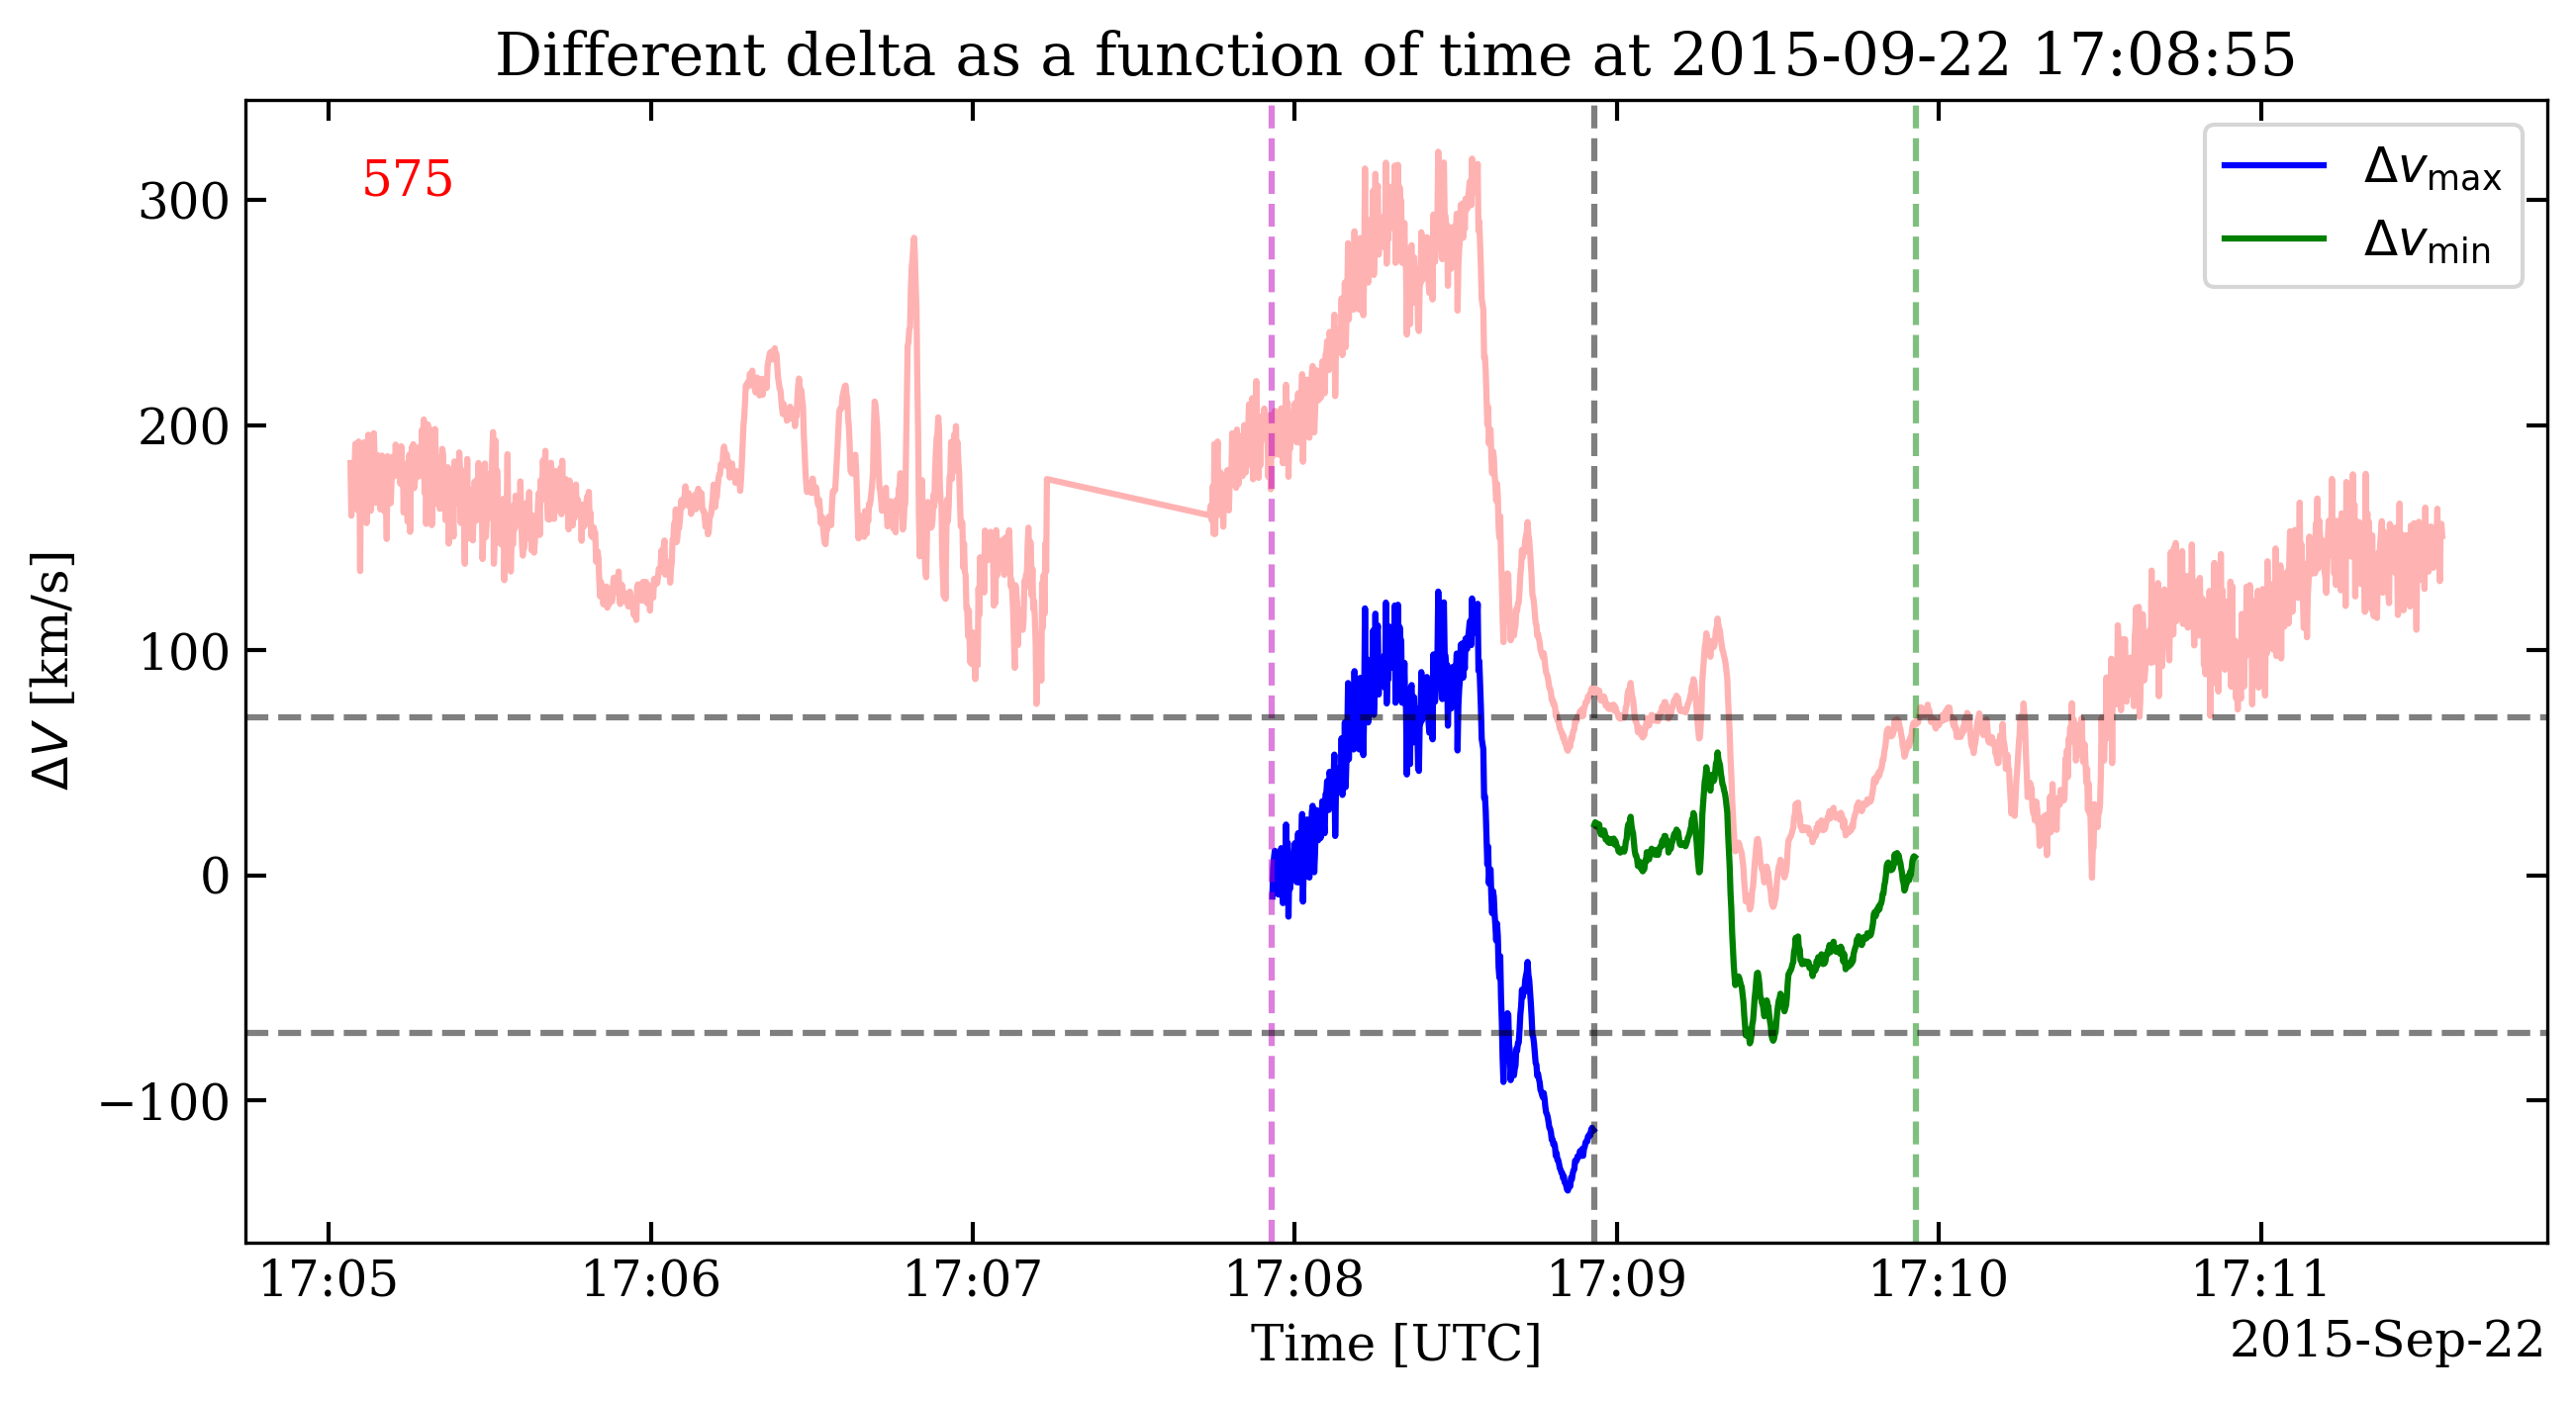 Different delta as a function of time at 2015-09-22 17:08:55
575
Δv_max
Δv_min
300
200
100
0
−100
ΔV [km/s]
17:05 17:06 17:07 17:08 17:09 17:10 17:11
Time [UTC]
2015-Sep-22